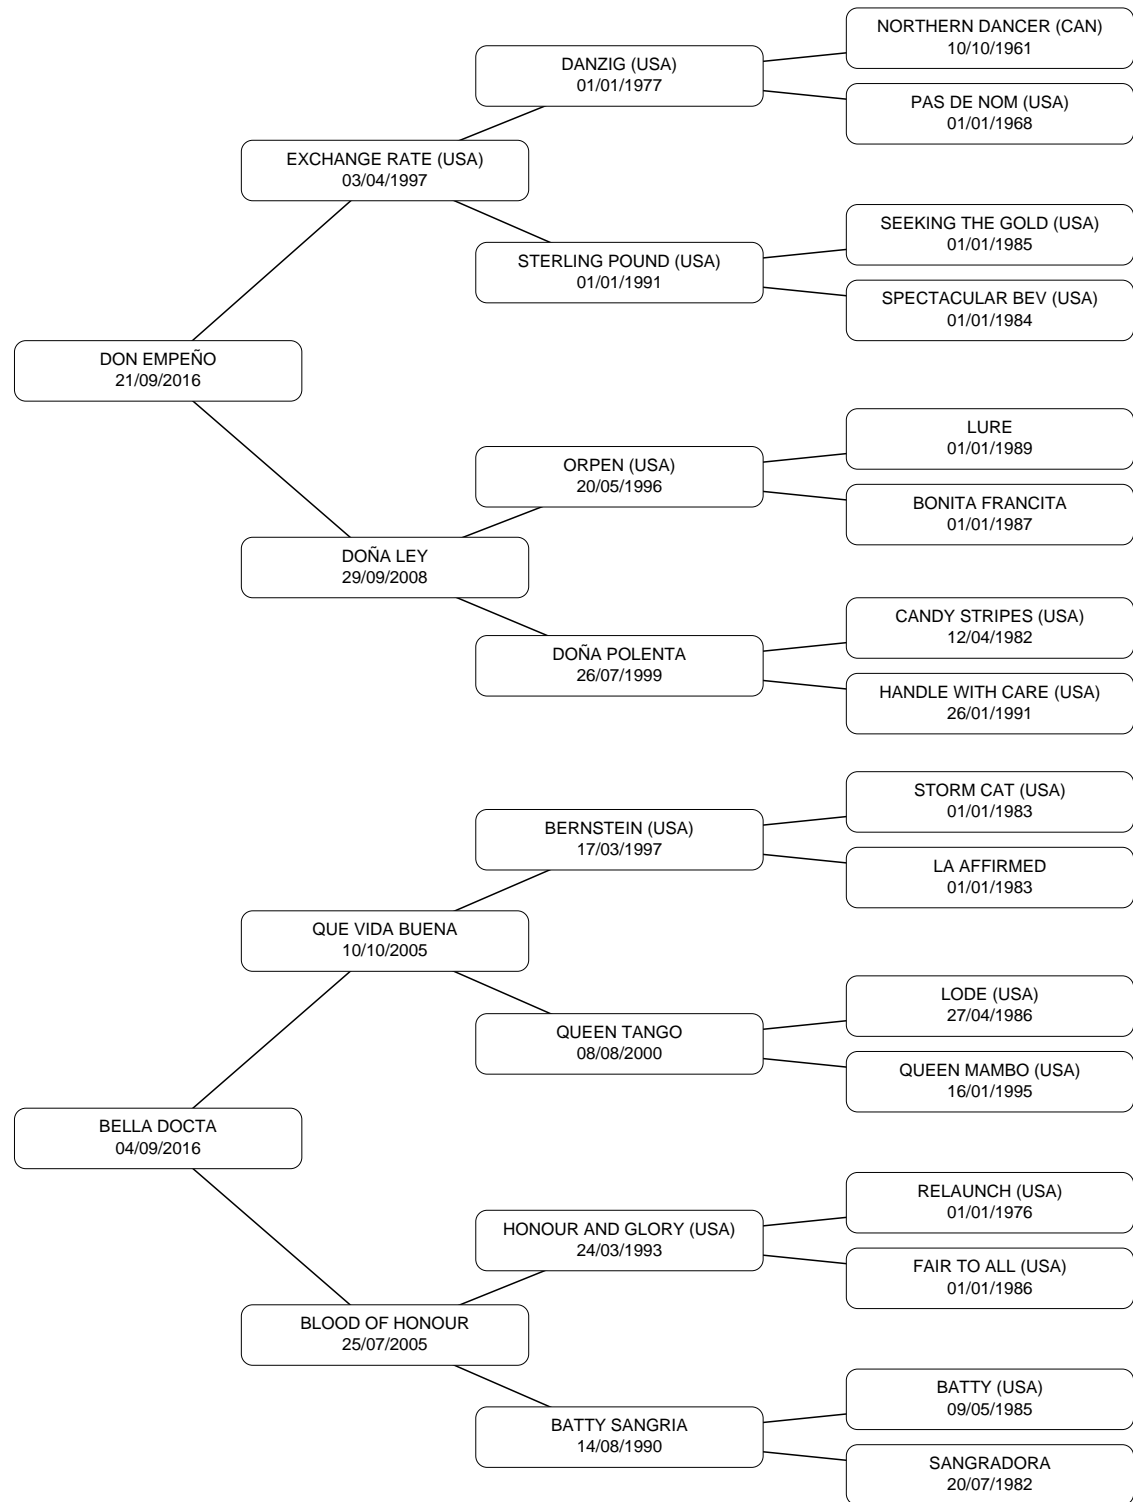 NORTHERN DANCER (CAN)
10/10/1961
DANZIG (USA)
01/01/1977
PAS DE NOM (USA)
01/01/1968
EXCHANGE RATE (USA)
03/04/1997
SEEKING THE GOLD (USA)
01/01/1985
STERLING POUND (USA)
01/01/1991
SPECTACULAR BEV (USA)
01/01/1984
DON EMPEÑO
21/09/2016
LURE
01/01/1989
ORPEN (USA)
20/05/1996
BONITA FRANCITA
01/01/1987
DOÑA LEY
29/09/2008
CANDY STRIPES (USA)
12/04/1982
DOÑA POLENTA
26/07/1999
HANDLE WITH CARE (USA)
26/01/1991
STORM CAT (USA)
01/01/1983
BERNSTEIN (USA)
17/03/1997
LA AFFIRMED
01/01/1983
QUE VIDA BUENA
10/10/2005
LODE (USA)
27/04/1986
QUEEN TANGO
08/08/2000
QUEEN MAMBO (USA)
16/01/1995
BELLA DOCTA
04/09/2016
RELAUNCH (USA)
01/01/1976
HONOUR AND GLORY (USA)
24/03/1993
FAIR TO ALL (USA)
01/01/1986
BLOOD OF HONOUR
25/07/2005
BATTY (USA)
09/05/1985
BATTY SANGRIA
14/08/1990
SANGRADORA
20/07/1982